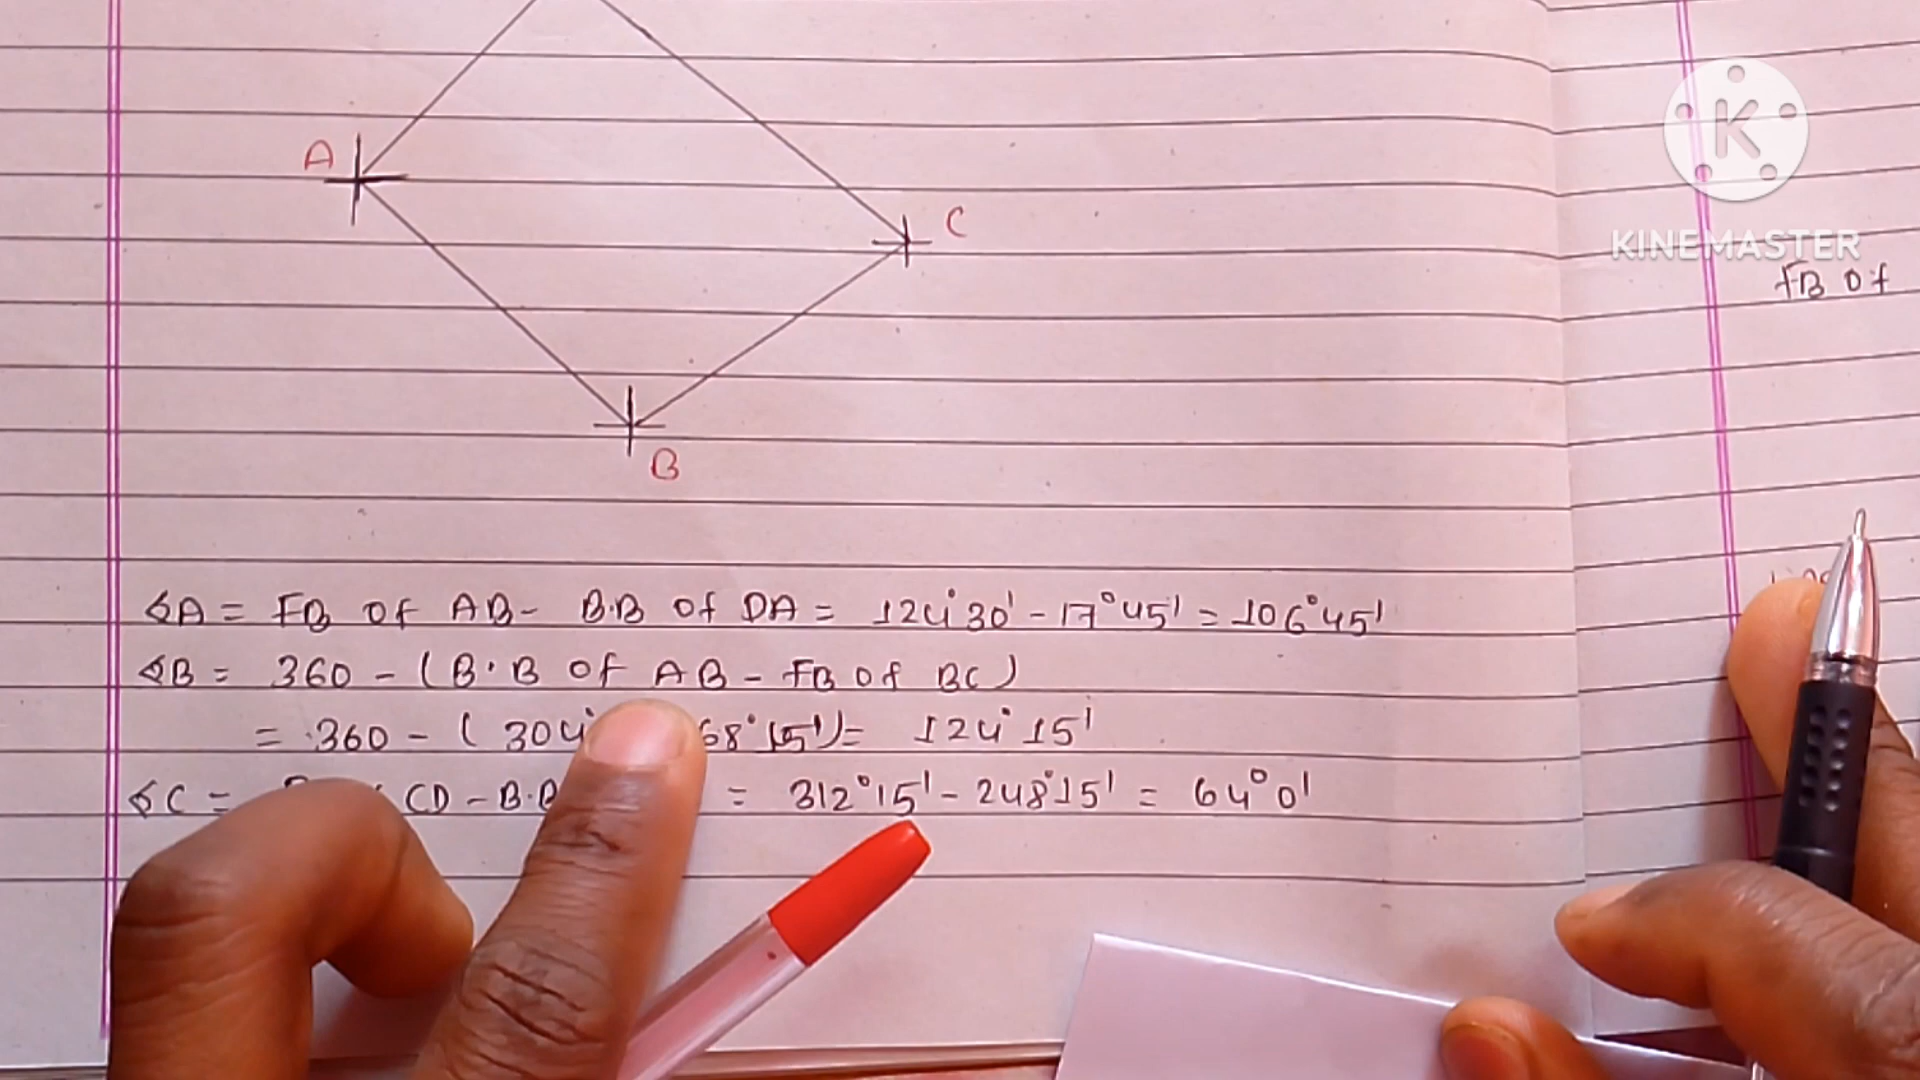 A
C
K
KINEMASTER
FB Of
B
∢A = FB Of AB - B.B Of DA = 124°30' - 17°45' = 106°45'
∢B = 360 - (B.B Of AB - FB Of BC)
= 360 - ( 304° 68°15') = 124°15'
∢C = CD - B.B = 312°15' - 248°15' = 64°0'